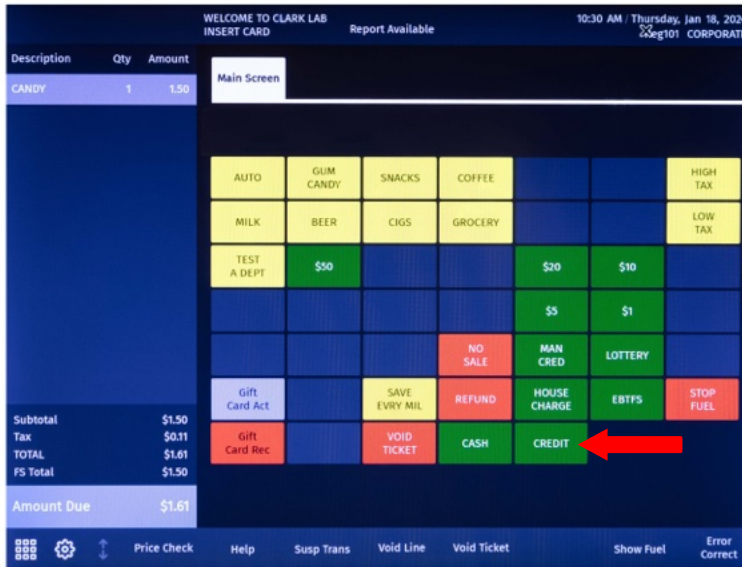 WELCOME TO CLARK LAB
INSERT CARD
Report Available
10:30 AM / Thursday, Jan 18, 202
eg101 CORPORAT
Description Qty Amount
CANDY 1 1.50
Main Screen
AUTO
GUM
CANDY
SNACKS
COFFEE
HIGH
TAX
MILK
BEER
CIGS
GROCERY
LOW
TAX
TEST
A DEPT
$50
$20
$10
$5
$1
NO
SALE
MAN
CRED
LOTTERY
Gift
Card Act
SAVE
EVRY MIL
REFUND
HOUSE
CHARGE
EBTFS
STOP
FUEL
Gift
Card Rec
VOID
TICKET
CASH
CREDIT
Subtotal $1.50
Tax $0.11
TOTAL $1.61
FS Total $1.50
Amount Due $1.61
Price Check
Help
Susp Trans
Void Line
Void Ticket
Show Fuel
Error
Correct